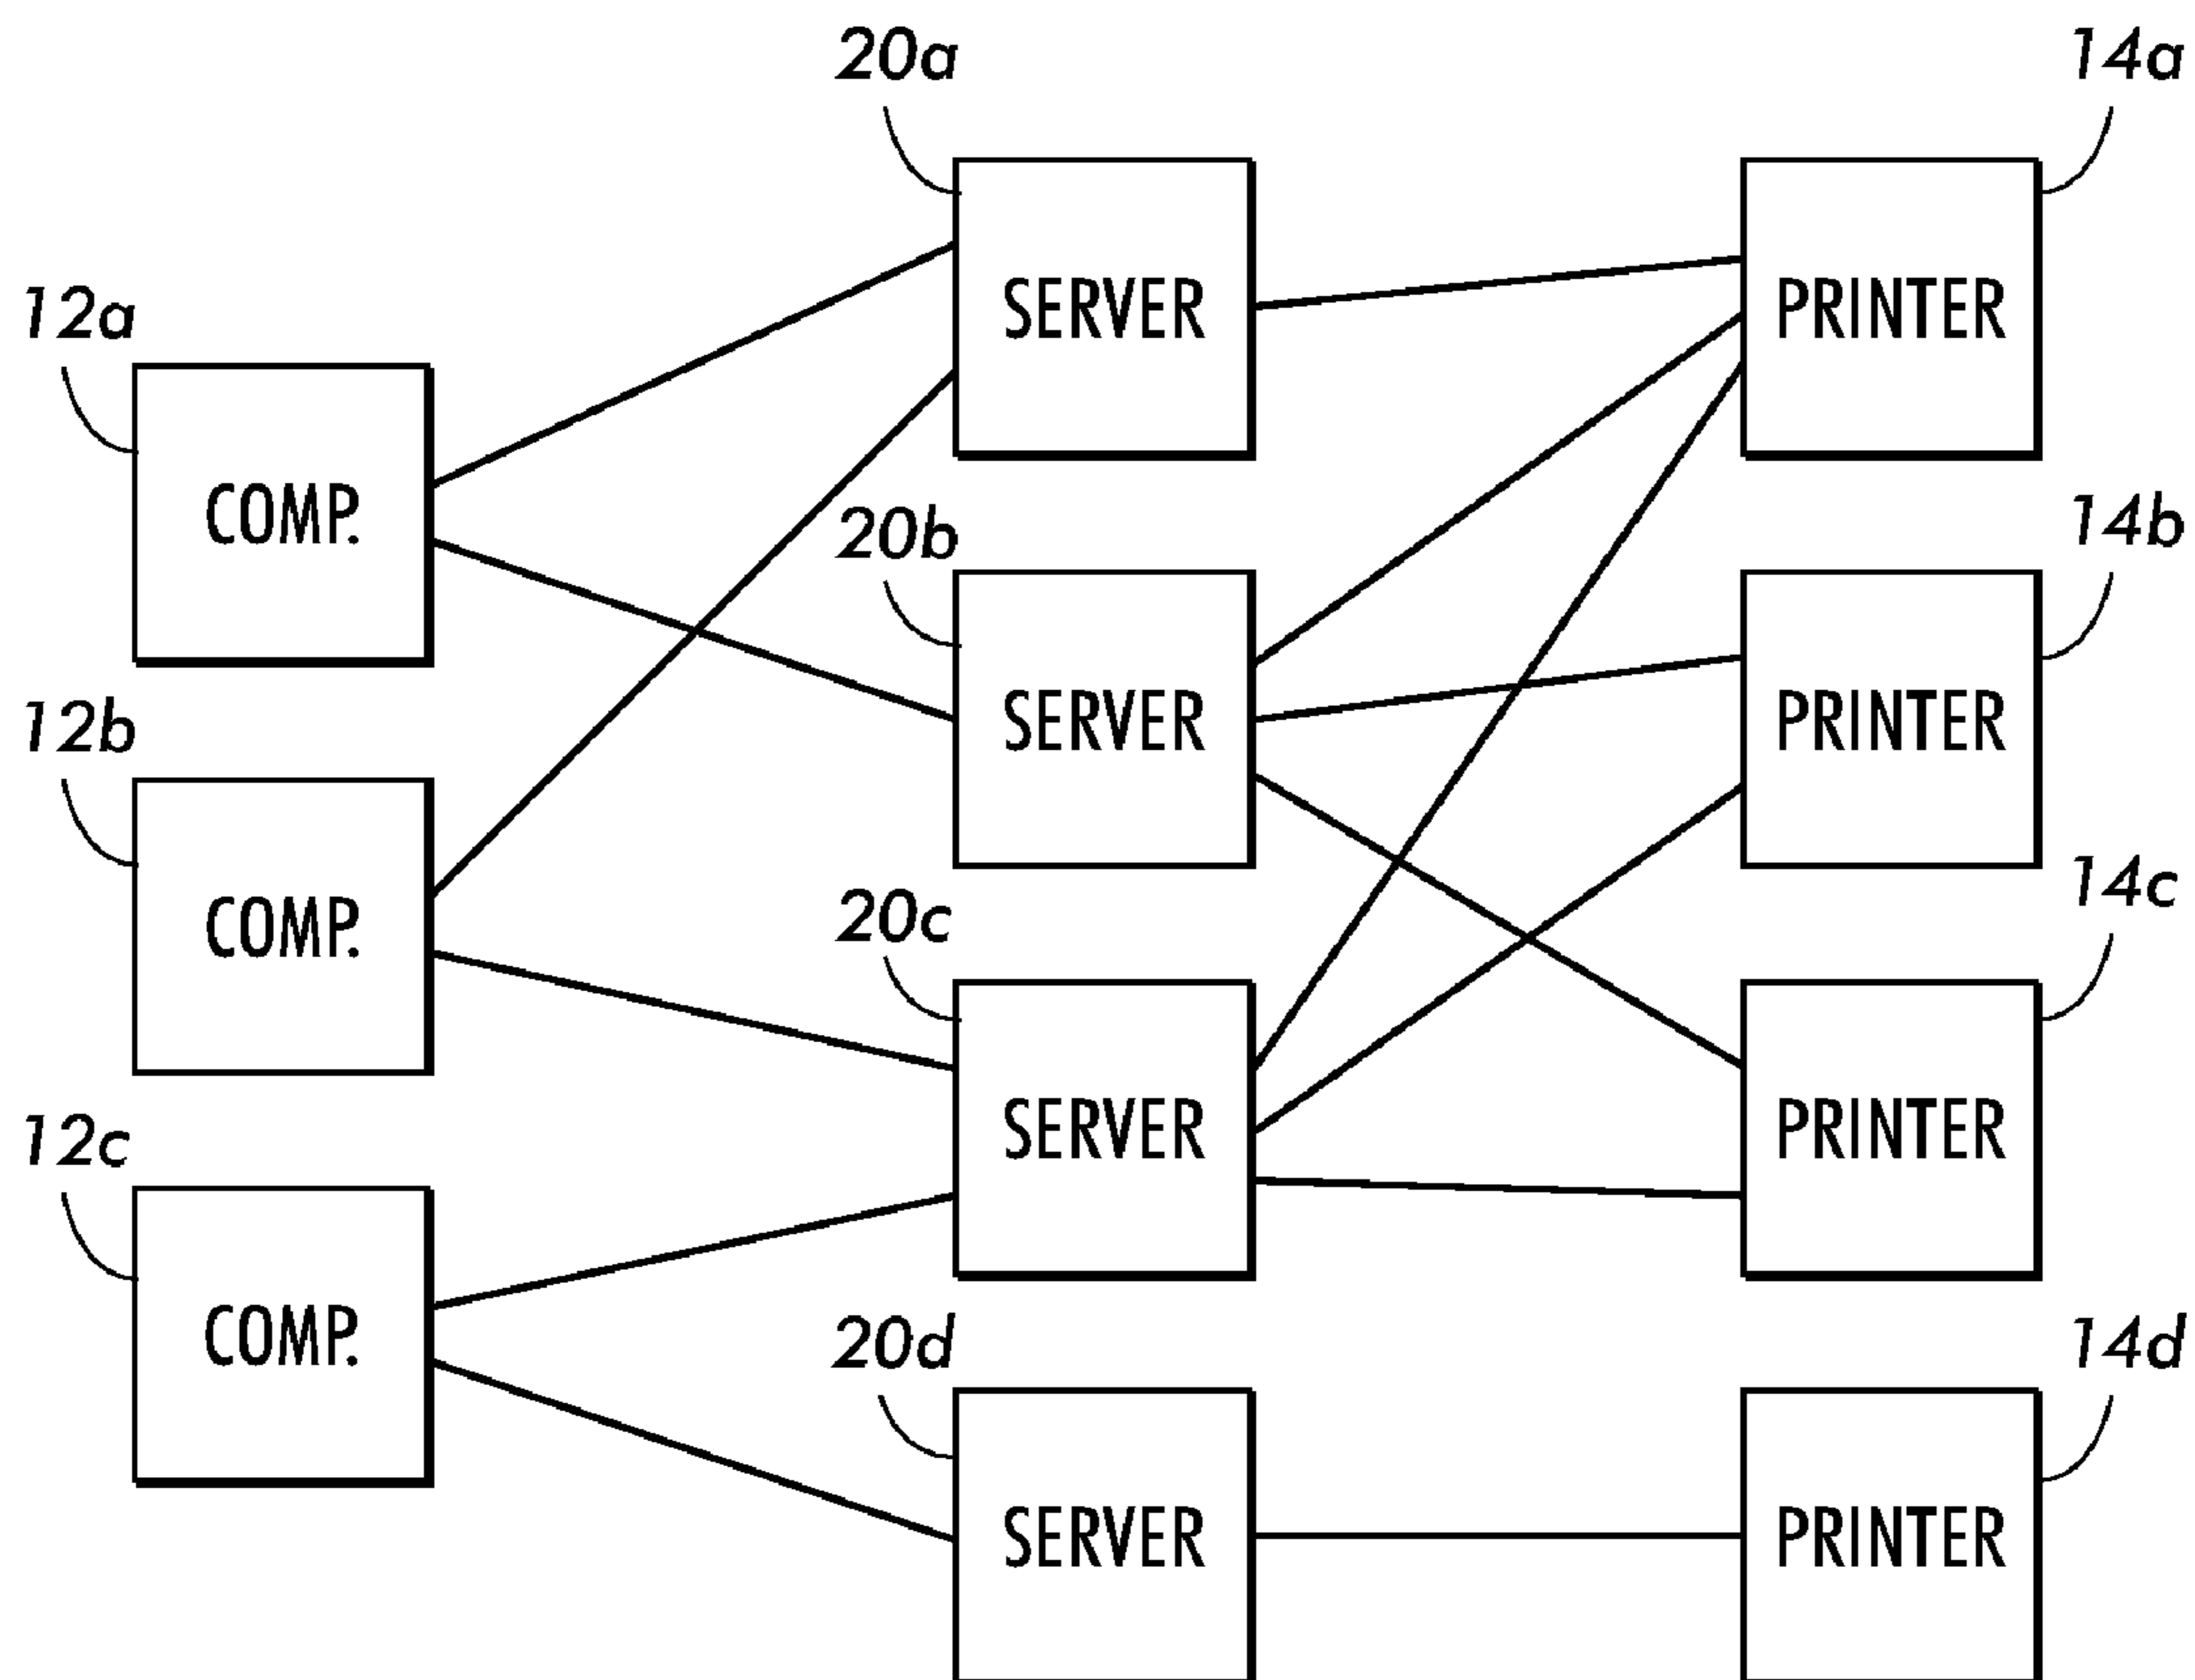 20a
14a
12a
SERVER
PRINTER
COMP.
20b
14b
12b
SERVER
PRINTER
COMP.
20c
14c
12c
SERVER
PRINTER
COMP.
20d
14d
SERVER
PRINTER